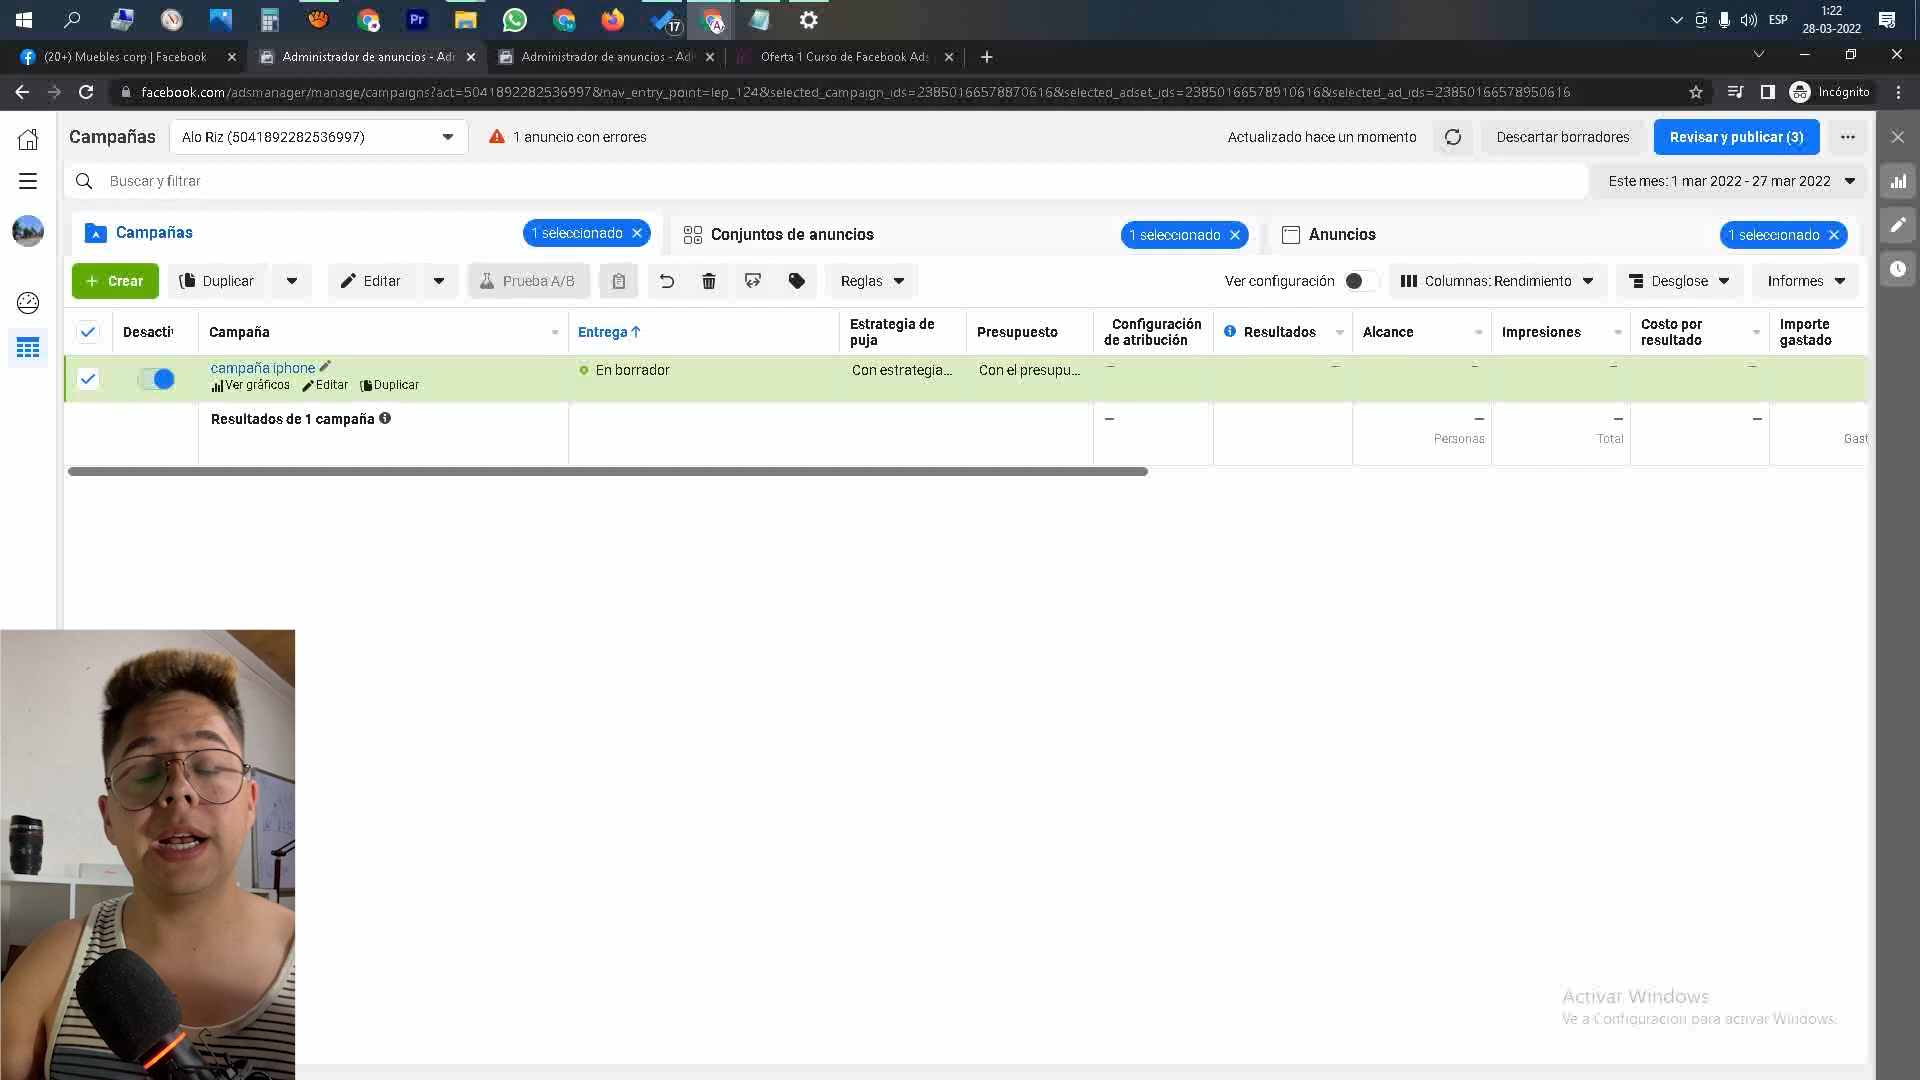 Pr
17
ESP
1:22
28-03-2022
(20+) Muebles corp | Facebook
Administrador de anuncios - Adr
Administrador de anuncios - Ad
Oferta 1 Curso de Facebook Ads
facebook.com/adsmanager/manage/campaigns?act=5041892282536997&nav_entry_point=lep_124&selected_campaign_ids=23850166578870616&selected_adset_ids=23850166578910616&selected_ad_ids=23850166578950616
Incógnito
Campañas
Alo Riz (5041892282536997)
1 anuncio con errores
Actualizado hace un momento
Descartar borradores
Revisar y publicar (3)
Buscar y filtrar
Este mes: 1 mar 2022 - 27 mar 2022
Campañas
1 seleccionado
Conjuntos de anuncios
1 seleccionado
Anuncios
1 seleccionado
+ Crear
Duplicar
Editar
Prueba A/B
Reglas
Ver configuración
Columnas: Rendimiento
Desglose
Informes
Desactiv
Campaña
Entrega ↑
Estrategia de puja
Presupuesto
Configuración de atribución
Resultados
Alcance
Impresiones
Costo por resultado
Importe gastado
campaña iphone
Ver gráficos Editar Duplicar
En borrador
Con estrategia...
Con el presupu...
— — — — —
Resultados de 1 campaña
— — — —
Personas
Total
Gast
Activar Windows
Ve a Configuración para activar Windows.